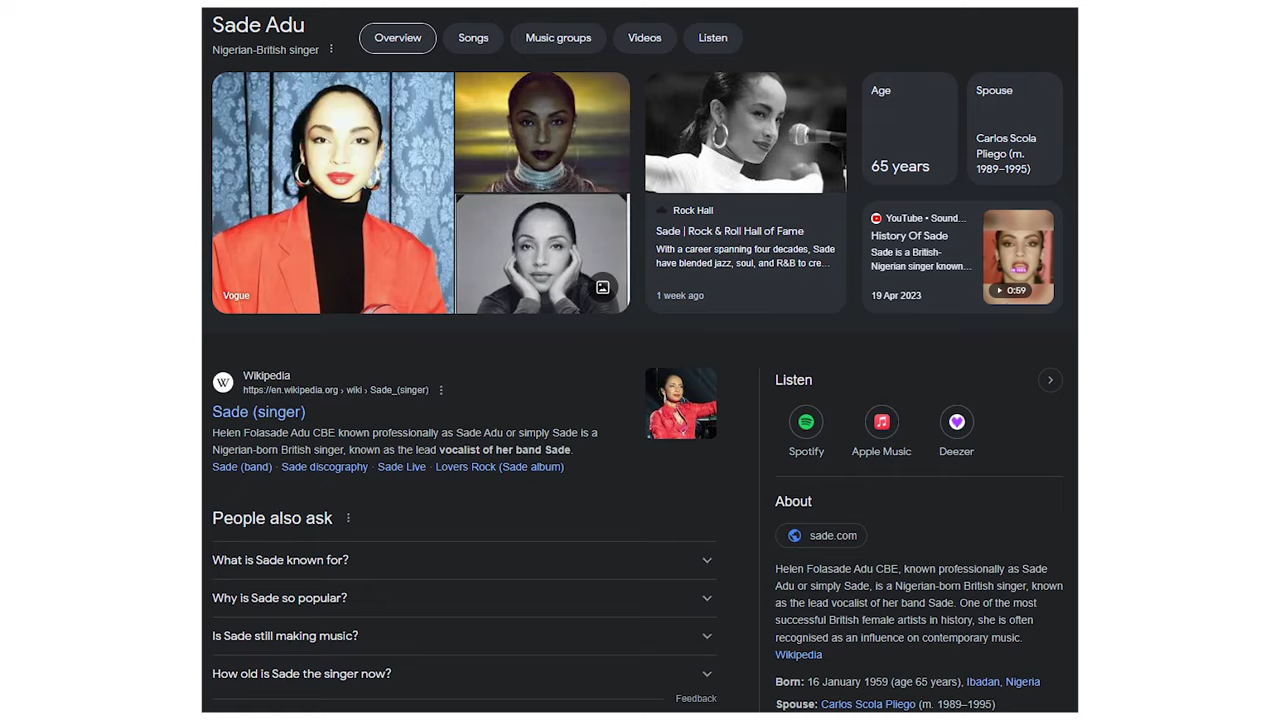 Sade Adu
Nigerian-British singer
Overview
Songs
Music groups
Videos
Listen
Vogue
Rock Hall
Sade | Rock & Roll Hall of Fame
With a career spanning four decades, Sade
have blended jazz, soul, and R&B to cre...
1 week ago
Age
65 years
Spouse
Carlos Scola
Pliego (m.
1989–1995)
YouTube • Sound...
History Of Sade
Sade is a British-
Nigerian singer known...
19 Apr 2023
0:59
Wikipedia
https://en.wikipedia.org › wiki › Sade_(singer)
Sade (singer)
Helen Folasade Adu CBE known professionally as Sade Adu or simply Sade is a
Nigerian-born British singer, known as the lead vocalist of her band Sade.
Sade (band) · Sade discography · Sade Live · Lovers Rock (Sade album)
People also ask
What is Sade known for?
Why is Sade so popular?
Is Sade still making music?
How old is Sade the singer now?
Feedback
Listen
Spotify
Apple Music
Deezer
About
sade.com
Helen Folasade Adu CBE, known professionally as Sade
Adu or simply Sade, is a Nigerian-born British singer, known
as the lead vocalist of her band Sade. One of the most
successful British female artists in history, she is often
recognised as an influence on contemporary music.
Wikipedia
Born: 16 January 1959 (age 65 years), Ibadan, Nigeria
Spouse: Carlos Scola Pliego (m. 1989–1995)